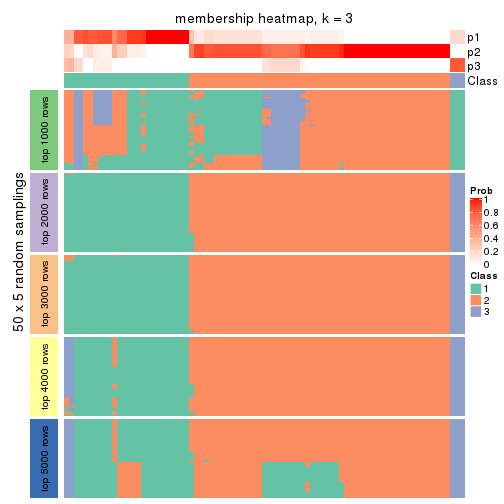 membership heatmap, k = 3
p1
p2
p3
Class
50 x 5 random samplings
top 1000 rows
top 2000 rows
top 3000 rows
top 4000 rows
top 5000 rows
Prob
1
0.8
0.6
0.4
0.2
0
Class
1
2
3